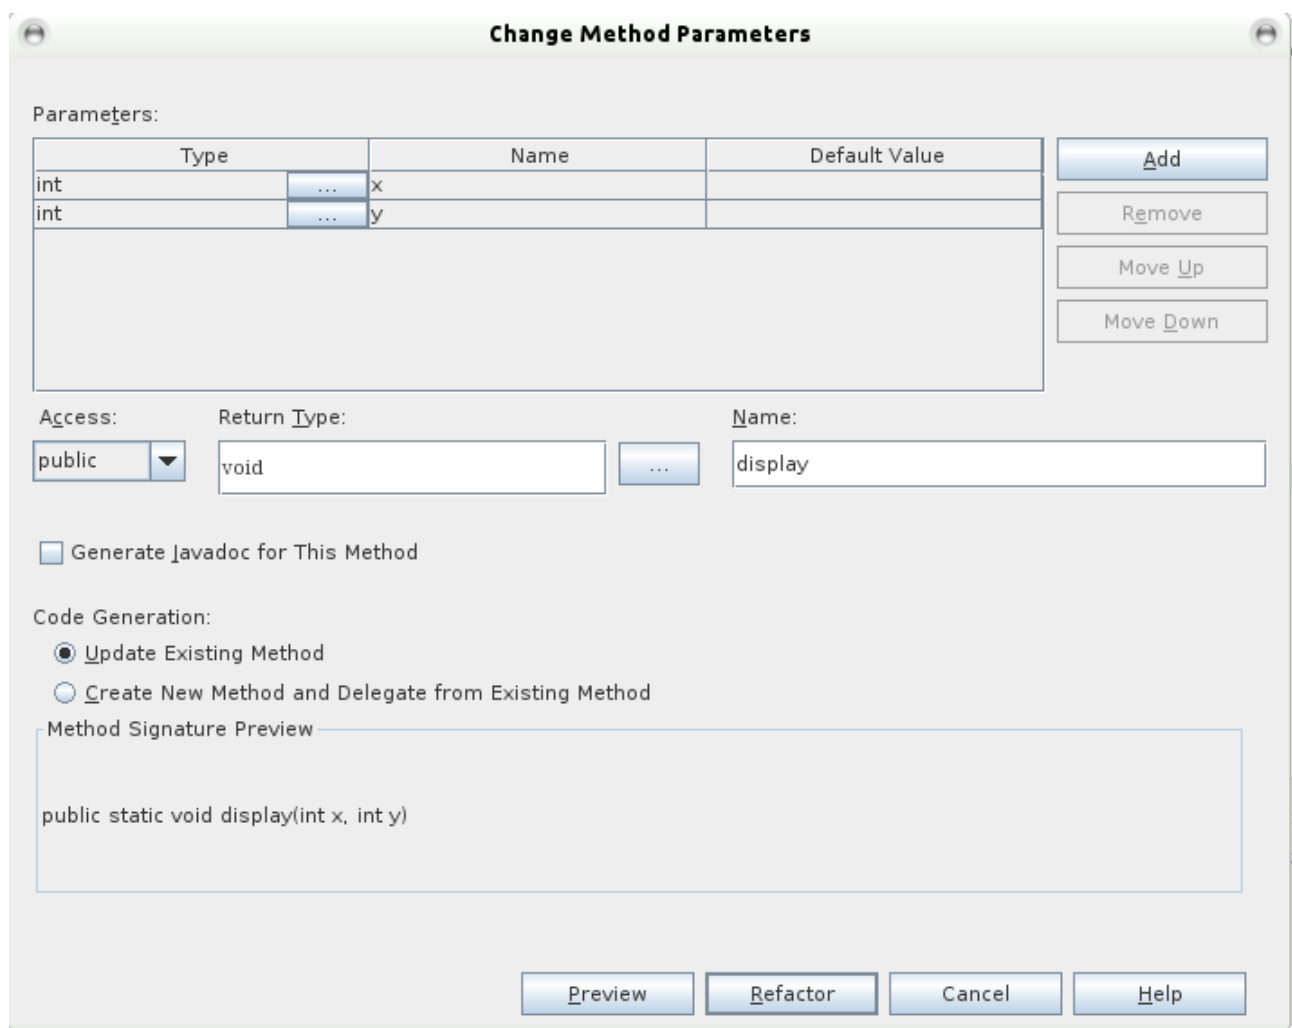 Change Method Parameters
Parameters:
Type Name Default Value
int ... x
int ... y
Add
Remove
Move Up
Move Down
Access: Return Type: Name:
public void ... display
Generate Javadoc for This Method
Code Generation:
Update Existing Method
Create New Method and Delegate from Existing Method
Method Signature Preview
public static void display(int x, int y)
Preview Refactor Cancel Help